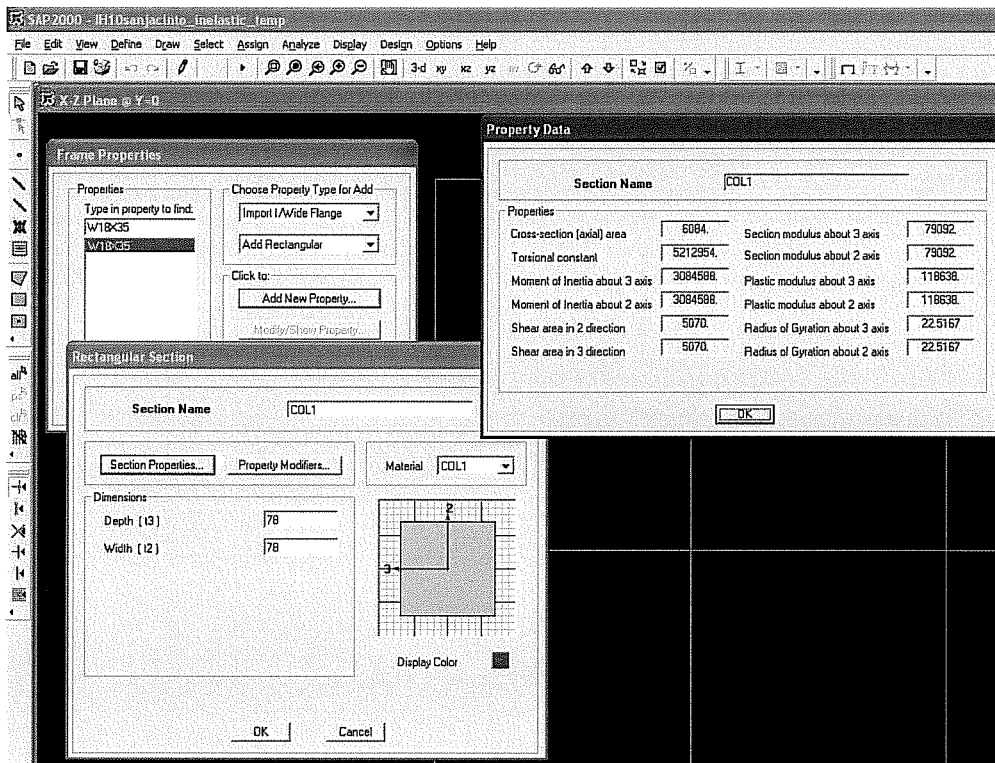 SAP2000 - IH10sanjacinto_inelastic_temp
File Edit View Define Draw Select Assign Analyze Display Design Options Help
3-d xy xz yz
X-Z Plane @ Y=0
Frame Properties
Properties
Type in property to find:
W18X35
W18X35
Choose Property Type for Add
Import I/Wide Flange
Add Rectangular
Click to:
Add New Property...
Modify/Show Property...
Property Data
Section Name COL1
Properties
Cross-section (axial) area 6084. Section modulus about 3 axis 79092.
Torsional constant 5212954. Section modulus about 2 axis 79092.
Moment of Inertia about 3 axis 3084588. Plastic modulus about 3 axis 118638.
Moment of Inertia about 2 axis 3084588. Plastic modulus about 2 axis 118638.
Shear area in 2 direction 5070. Radius of Gyration about 3 axis 22.5167
Shear area in 3 direction 5070. Radius of Gyration about 2 axis 22.5167
OK
Rectangular Section
Section Name COL1
Section Properties... Property Modifiers... Material COL1
Dimensions
Depth ( t3 ) 78
Width ( t2 ) 78
2
3
Display Color
OK Cancel
all